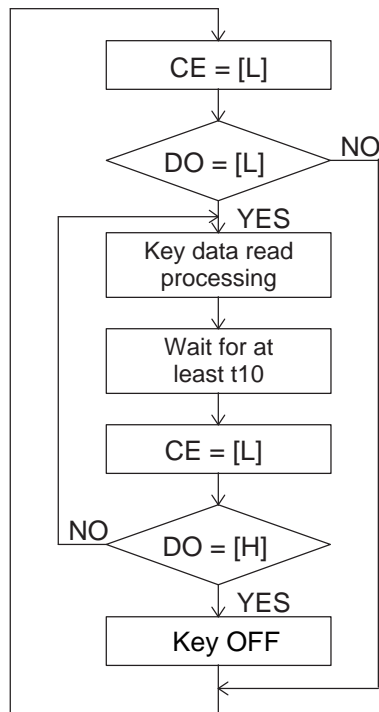 CE = [L]
DO = [L]
NO
YES
Key data read
processing
Wait for at
least t10
CE = [L]
NO
DO = [H]
YES
Key OFF